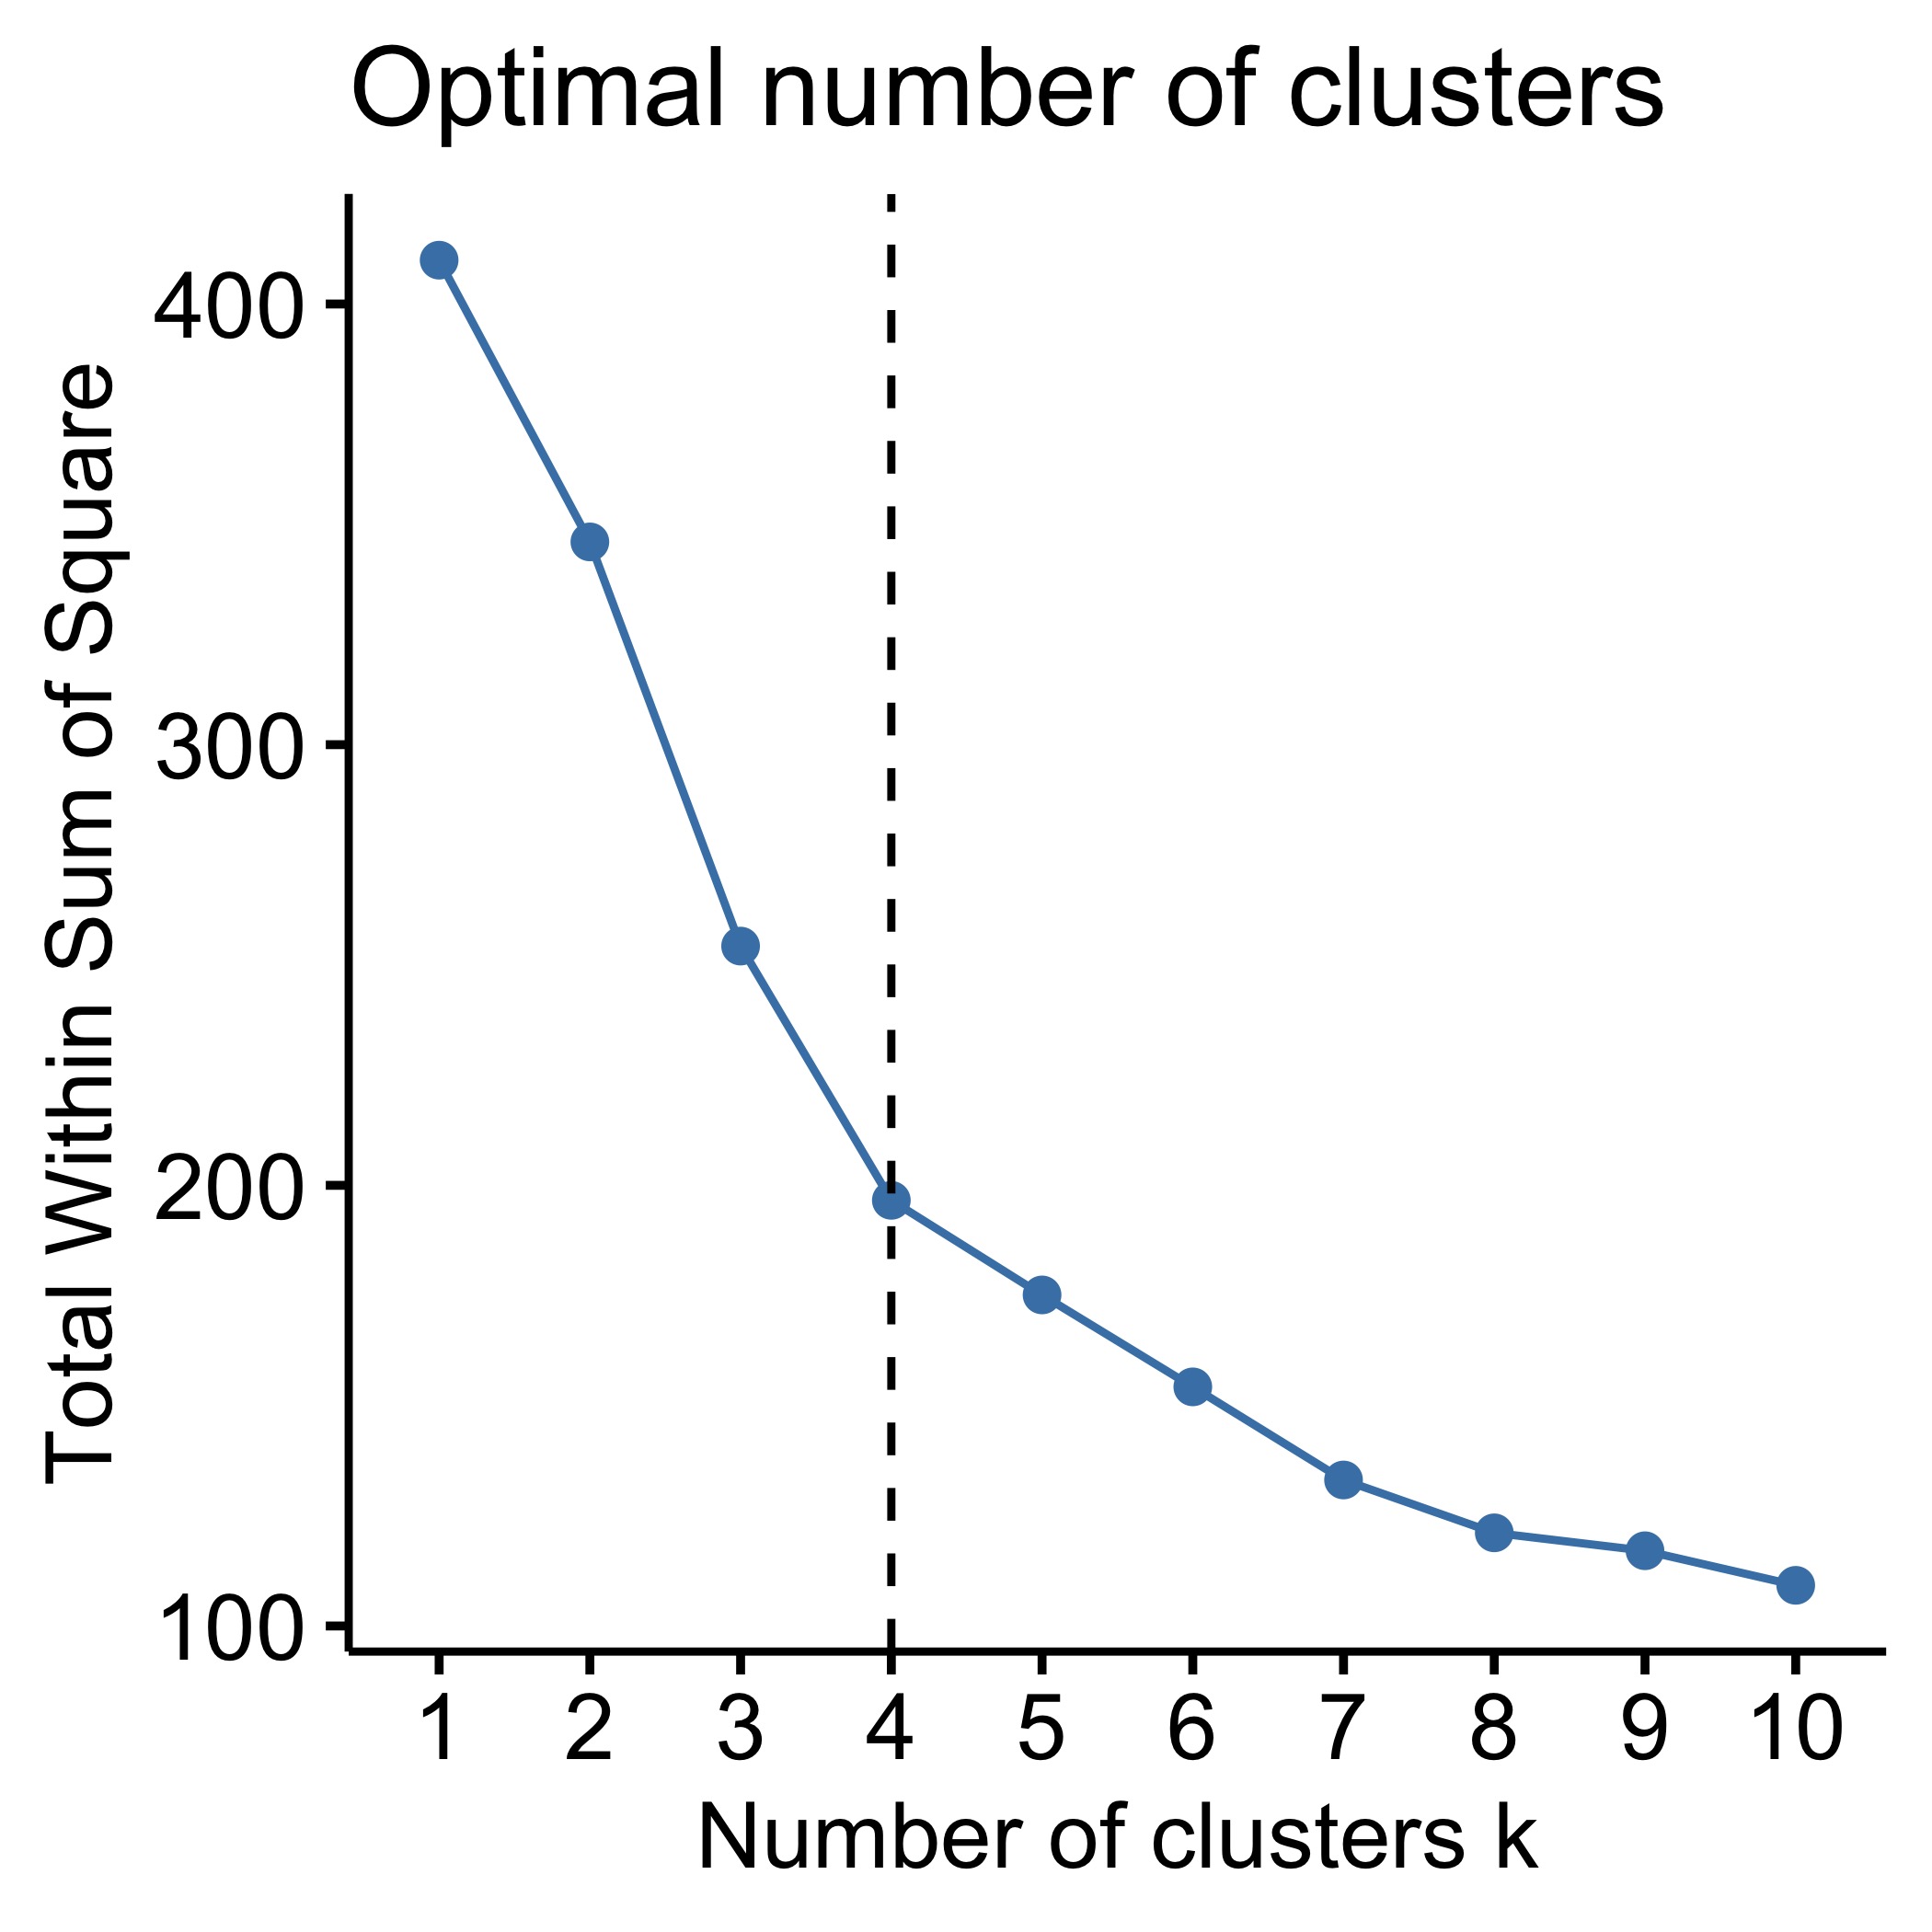 Optimal number of clusters
Total Within Sum of Square
400
300
200
100
1 2 3 4 5 6 7 8 9 10
Number of clusters k